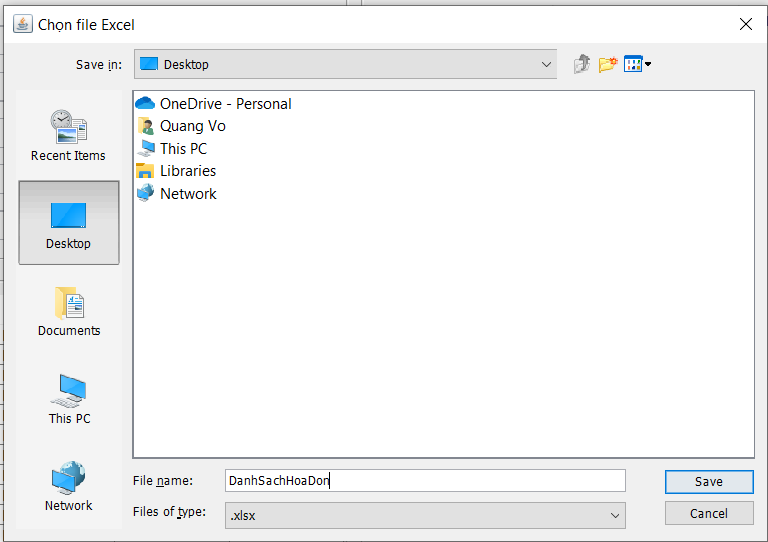 Chọn file Excel
Save in:
Desktop
Recent Items
Desktop
Documents
This PC
Network
OneDrive - Personal
Quang Vo
This PC
Libraries
Network
File name:
DanhSachHoaDon
Save
Files of type:
.xlsx
Cancel